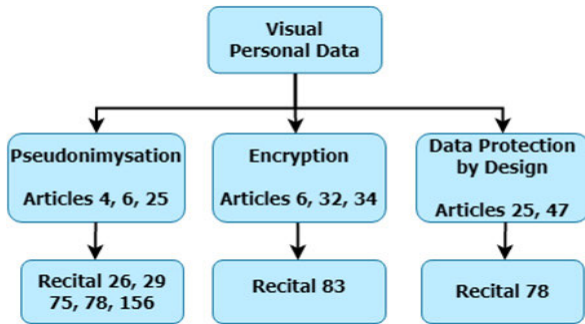 Visual
Personal Data
Pseudonimysation
Articles 4, 6, 25
Encryption
Articles 6, 32, 34
Data Protection
by Design
Articles 25, 47
Recital 26, 29
75, 78, 156
Recital 83
Recital 78